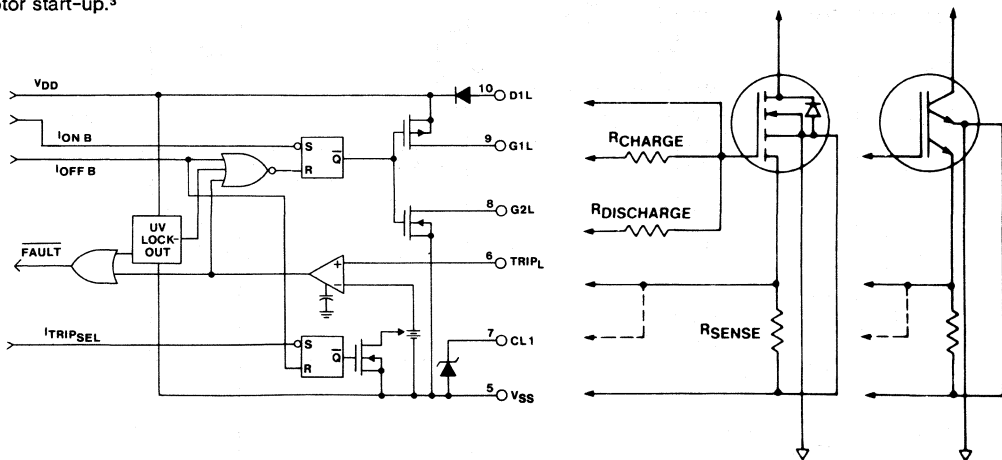 otor start-up.³
VDD
10 D1L
ION B
9 G1L
S
Q̅
R
IOFF B
RCHARGE
8 G2L
RDISCHARGE
UV
LOCK-
OUT
FAULT
6 TRIPL
+
−
ITRIPSEL
S
Q̅
R
7 CL1
RSENSE
5 VSS